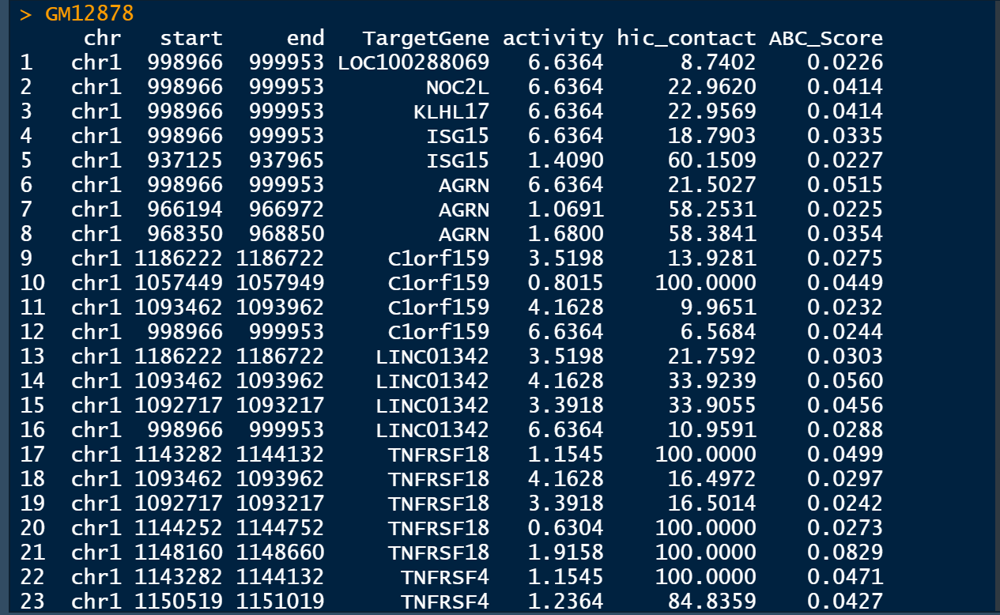 > GM12878
chr start end TargetGene activity hic_contact ABC_Score
1 chr1 998966 999953 LOC100288069 6.6364 8.7402 0.0226
2 chr1 998966 999953 NOC2L 6.6364 22.9620 0.0414
3 chr1 998966 999953 KLHL17 6.6364 22.9569 0.0414
4 chr1 998966 999953 ISG15 6.6364 18.7903 0.0335
5 chr1 937125 937965 ISG15 1.4090 60.1509 0.0227
6 chr1 998966 999953 AGRN 6.6364 21.5027 0.0515
7 chr1 966194 966972 AGRN 1.0691 58.2531 0.0225
8 chr1 968350 968850 AGRN 1.6800 58.3841 0.0354
9 chr1 1186222 1186722 C1orf159 3.5198 13.9281 0.0275
10 chr1 1057449 1057949 C1orf159 0.8015 100.0000 0.0449
11 chr1 1093462 1093962 C1orf159 4.1628 9.9651 0.0232
12 chr1 998966 999953 C1orf159 6.6364 6.5684 0.0244
13 chr1 1186222 1186722 LINC01342 3.5198 21.7592 0.0303
14 chr1 1093462 1093962 LINC01342 4.1628 33.9239 0.0560
15 chr1 1092717 1093217 LINC01342 3.3918 33.9055 0.0456
16 chr1 998966 999953 LINC01342 6.6364 10.9591 0.0288
17 chr1 1143282 1144132 TNFRSF18 1.1545 100.0000 0.0499
18 chr1 1093462 1093962 TNFRSF18 4.1628 16.4972 0.0297
19 chr1 1092717 1093217 TNFRSF18 3.3918 16.5014 0.0242
20 chr1 1144252 1144752 TNFRSF18 0.6304 100.0000 0.0273
21 chr1 1148160 1148660 TNFRSF18 1.9158 100.0000 0.0829
22 chr1 1143282 1144132 TNFRSF4 1.1545 100.0000 0.0471
23 chr1 1150519 1151019 TNFRSF4 1.2364 84.8359 0.0427